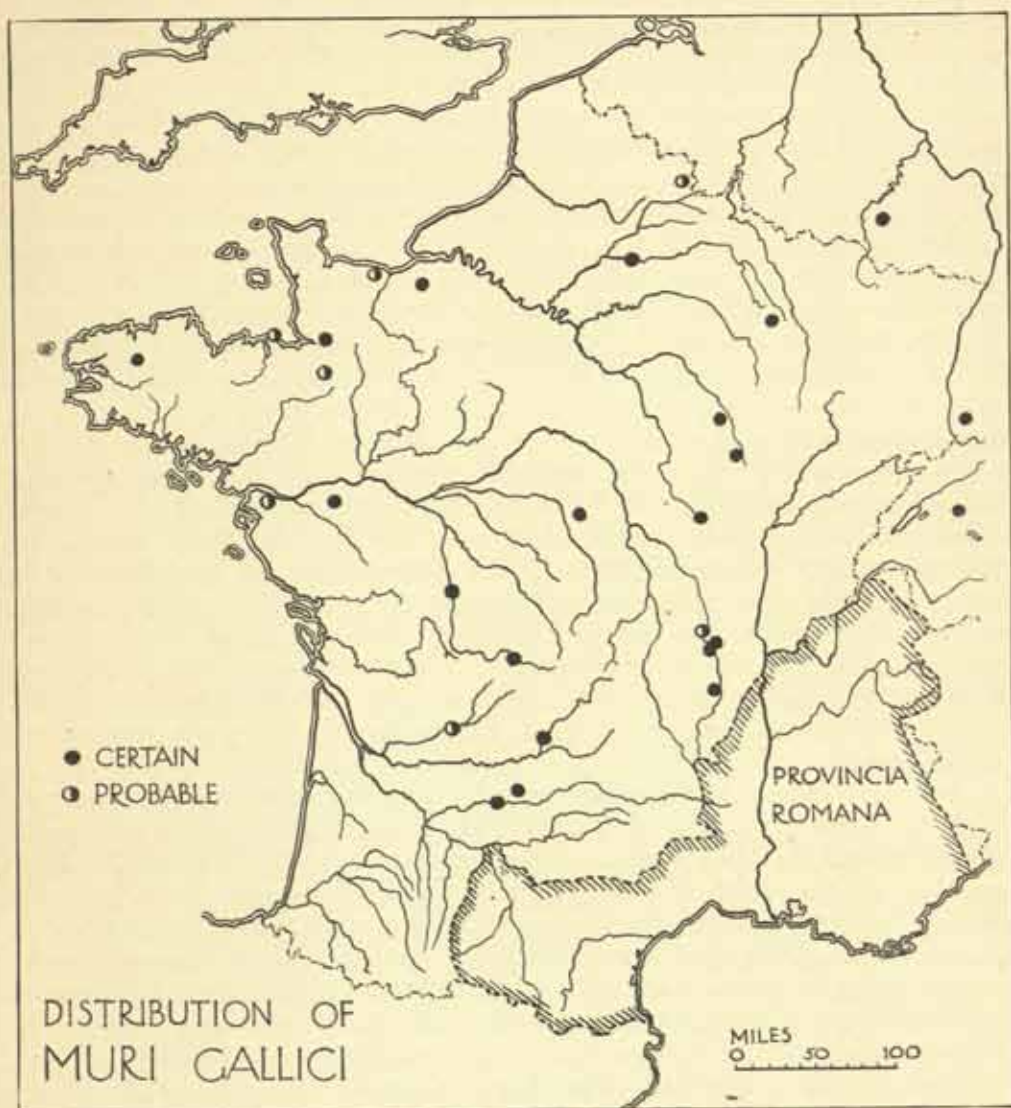 ● CERTAIN
◑ PROBABLE
PROVINCIA
ROMANA
DISTRIBUTION OF
MURI GALLICI
MILES
0 50 100